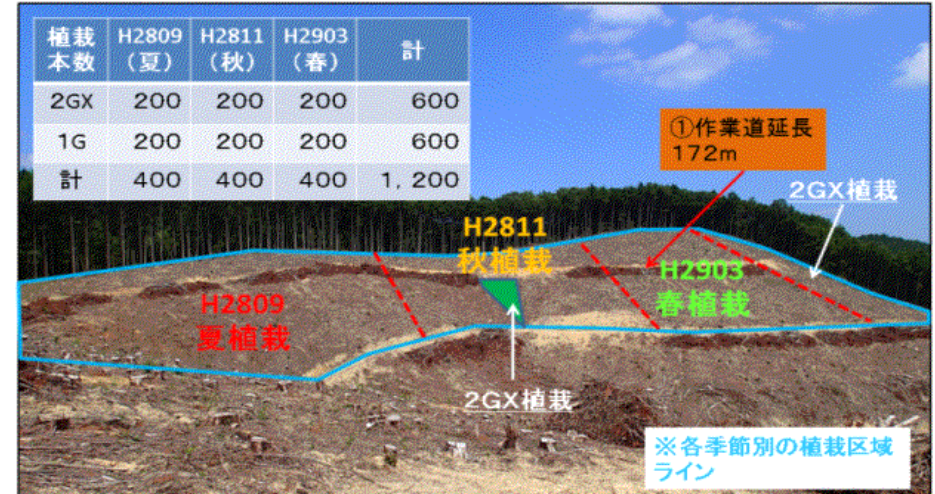 植栽本数 H2809（夏） H2811（秋） H2903（春） 計
2GX 200 200 200 600
1G 200 200 200 600
計 400 400 400 1，200
①作業道延長
172m
2GX植栽
H2811
秋植栽
H2903
春植栽
H2809
夏植栽
2GX植栽
※各季節別の植栽区域
ライン